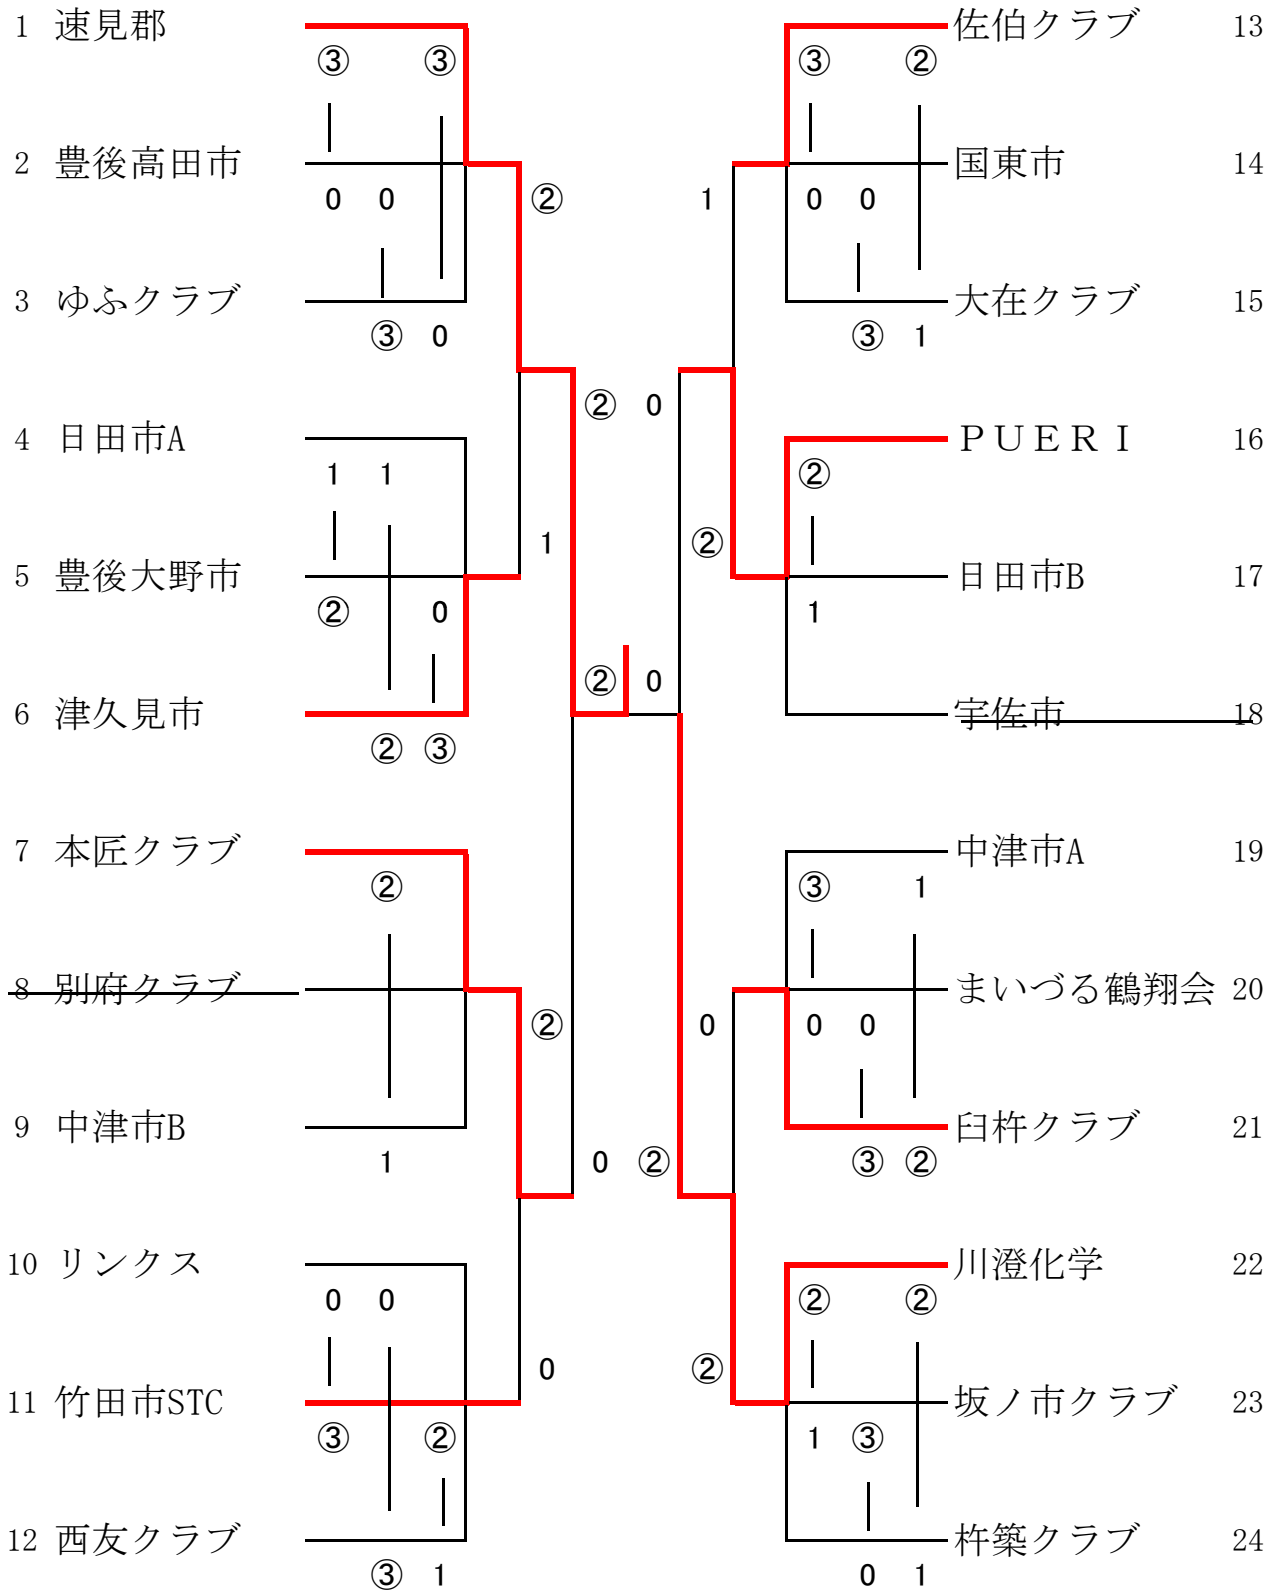 1 速見郡 佐伯クラブ 13
③ ③ ③ ②
2 豊後高田市 国東市 14
0 0 ② 1 0 0
3 ゆふクラブ 大在クラブ 15
③ 0 ③ 1
② 0
4 日田市A ＰＵＥＲＩ 16
1 1 ②
1 ②
5 豊後大野市 日田市B 17
② 0 1
② 0
6 津久見市 宇佐市 18
② ③
7 本匠クラブ 中津市A 19
② ③ 1
8 別府クラブ まいづる鶴翔会 20
② 0 0 0
9 中津市B 臼杵クラブ 21
1 0 ② ③ ②
10 リンクス 川澄化学 22
0 0 ② ②
0 ②
11 竹田市STC 坂ノ市クラブ 23
③ ② 1 ③
12 西友クラブ 杵築クラブ 24
③ 1 0 1